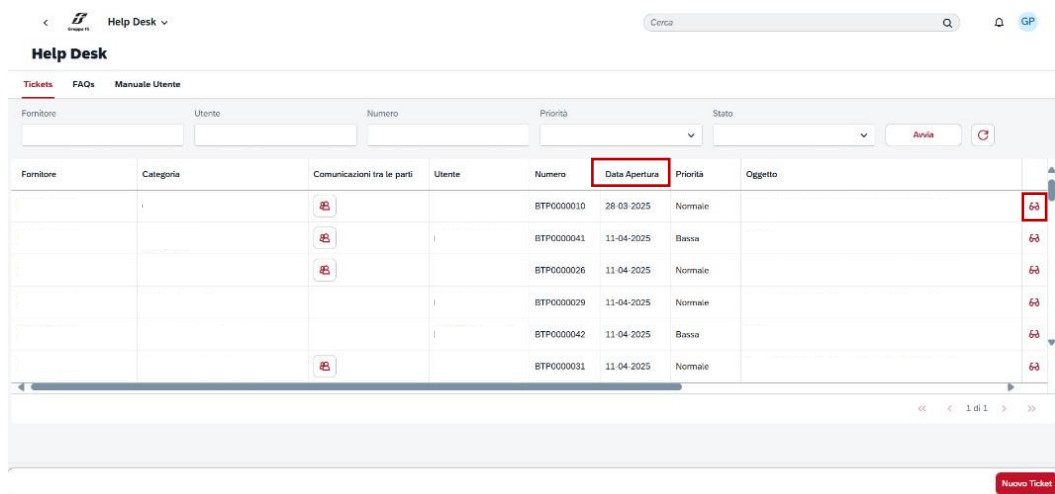 Help Desk
Cerca
GP
Gruppo FS
Help Desk
Tickets FAQs Manuale Utente
Fornitore Utente Numero Priorità Stato
Avvia
Fornitore Categoria Comunicazioni tra le parti Utente Numero Data Apertura Priorità Oggetto
BTP0000010 28-03-2025 Normale
BTP0000041 11-04-2025 Bassa
BTP0000026 11-04-2025 Normale
BTP0000029 11-04-2025 Normale
BTP0000042 11-04-2025 Bassa
BTP0000031 11-04-2025 Normale
1 di 1
Nuovo Ticket